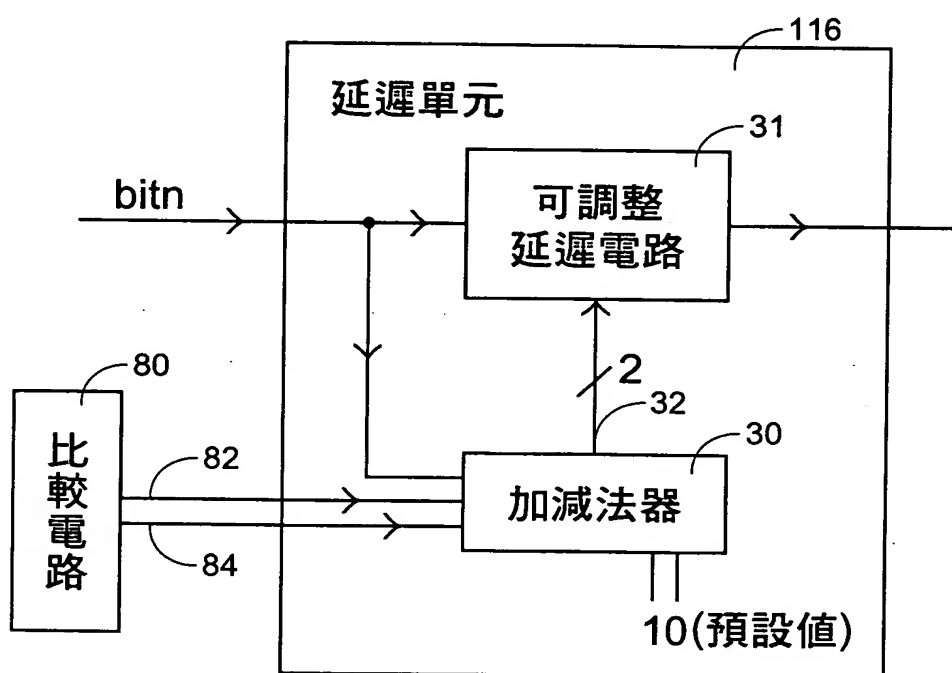 116
延遲單元
31
bitn
可調整
延遲電路
80
2
32
30
比較電路
82
加減法器
84
10(預設值)